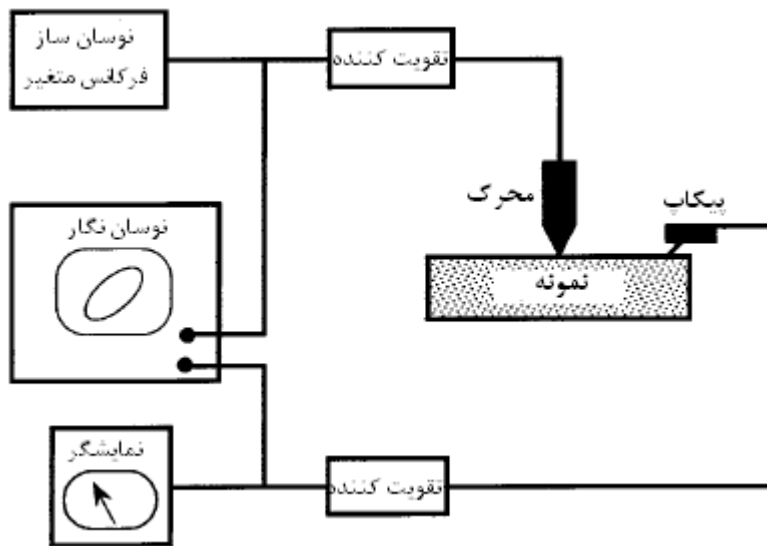 نوسان ساز
فرکانس متغیر
تقویت کننده
محرک
پیکاپ
نوسان نگار
نمونه
نمایشگر
تقویت کننده